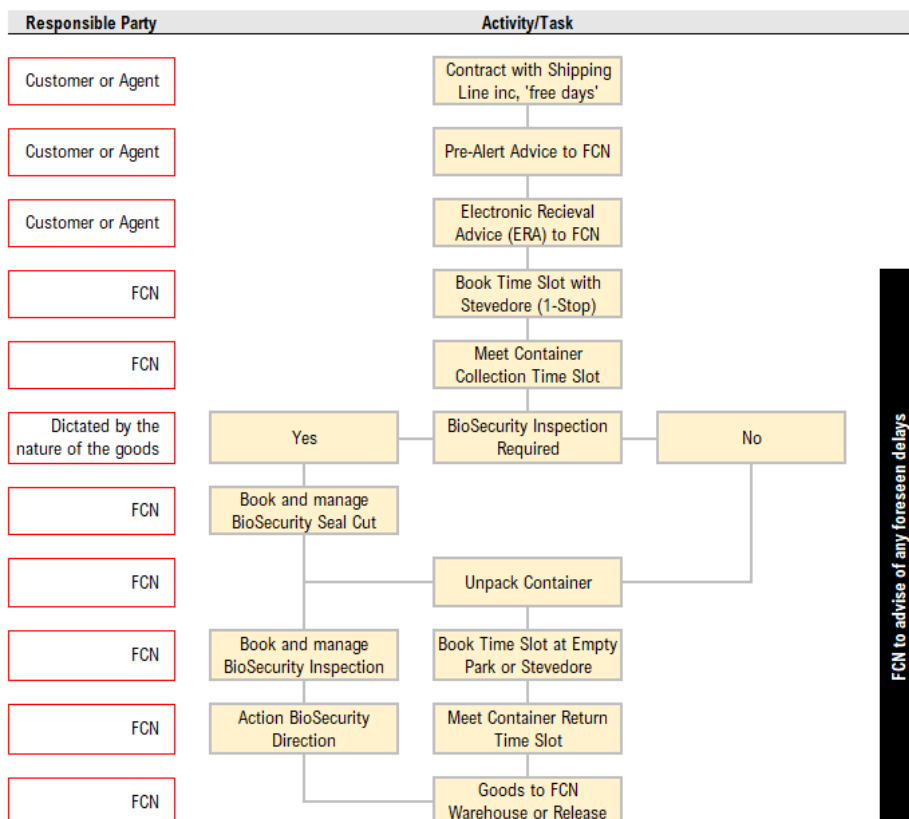 Responsible Party
Activity/Task
Customer or Agent
Contract with Shipping
Line inc, 'free days'
Customer or Agent
Pre-Alert Advice to FCN
Customer or Agent
Electronic Recieval
Advice (ERA) to FCN
FCN
Book Time Slot with
Stevedore (1-Stop)
FCN
Meet Container
Collection Time Slot
Dictated by the
nature of the goods
Yes
BioSecurity Inspection
Required
No
FCN
Book and manage
BioSecurity Seal Cut
FCN
Unpack Container
FCN
Book and manage
BioSecurity Inspection
Book Time Slot at Empty
Park or Stevedore
FCN
Action BioSecurity
Direction
Meet Container Return
Time Slot
FCN
Goods to FCN
Warehouse or Release
FCN to advise of any foreseen delays